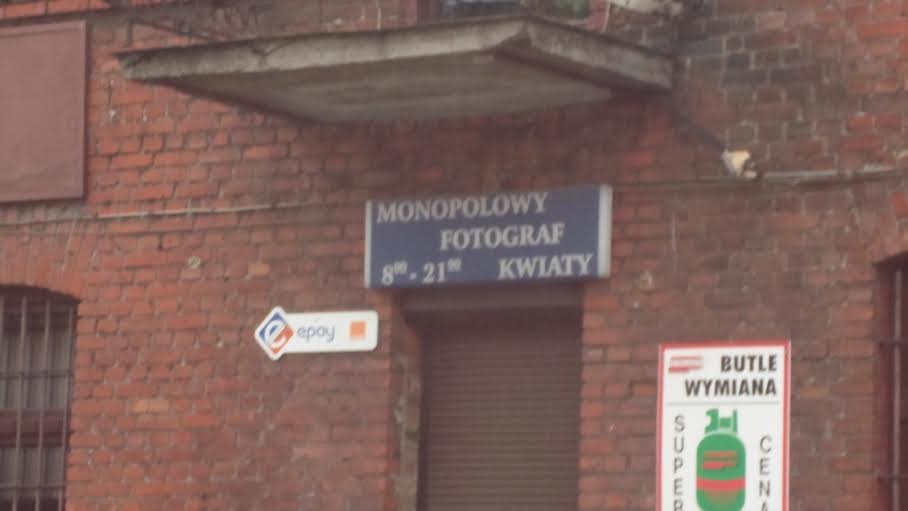 MONOPOLOWY
FOTOGRAF
8⁰⁰ - 21⁰⁰ KWIATY
epay
BUTLE
WYMIANA
SUPER
CENA